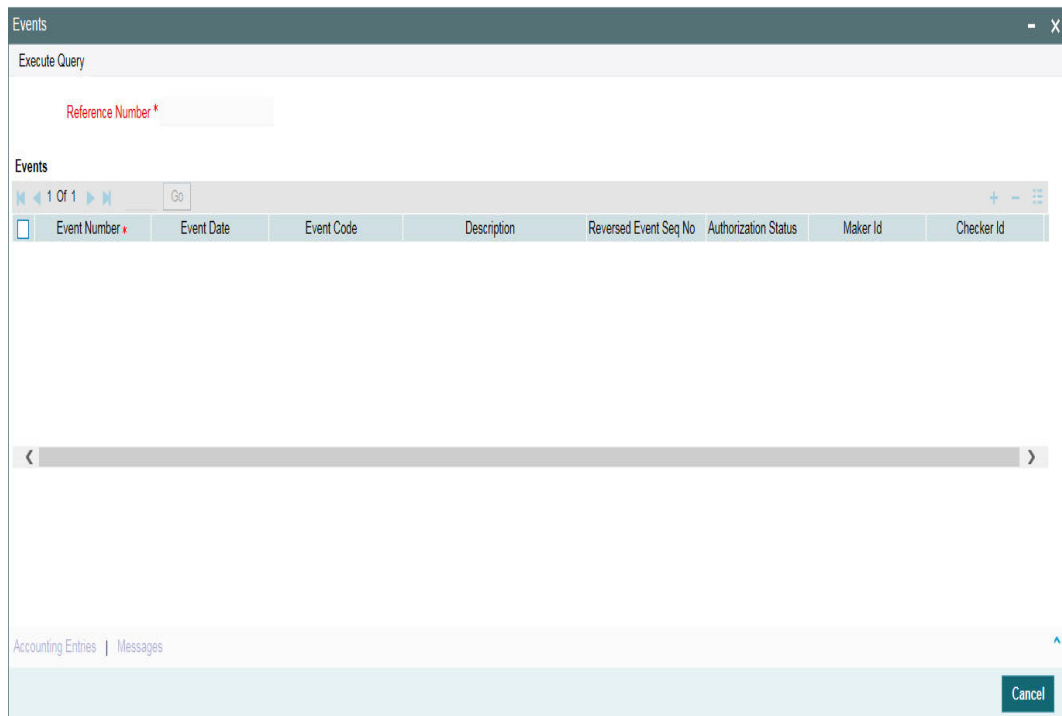 Events - X
Execute Query
Reference Number *
Events
1 Of 1 Go + -
Event Number * Event Date Event Code Description Reversed Event Seq No Authorization Status Maker Id Checker Id
Accounting Entries | Messages
Cancel